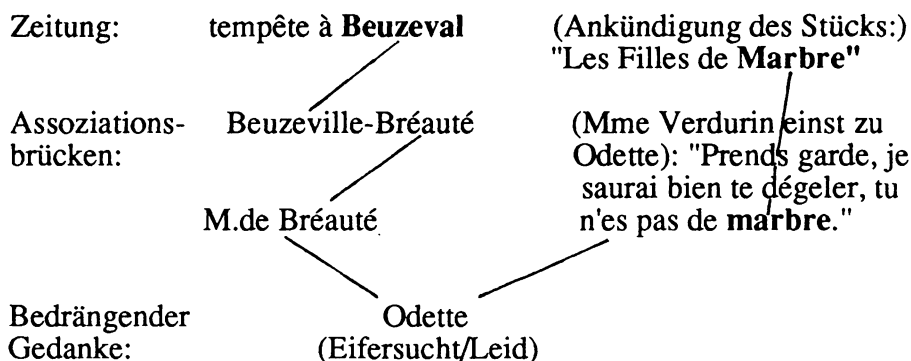 Zeitung: tempête à Beuzeval (Ankündigung des Stücks:)
"Les Filles de Marbre"
Assoziations- Beuzeville-Bréauté (Mme Verdurin einst zu
brücken: Odette): "Prends garde, je
saurai bien te dégeler, tu
M.de Bréauté n'es pas de marbre."
Bedrängender Odette
Gedanke: (Eifersucht/Leid)